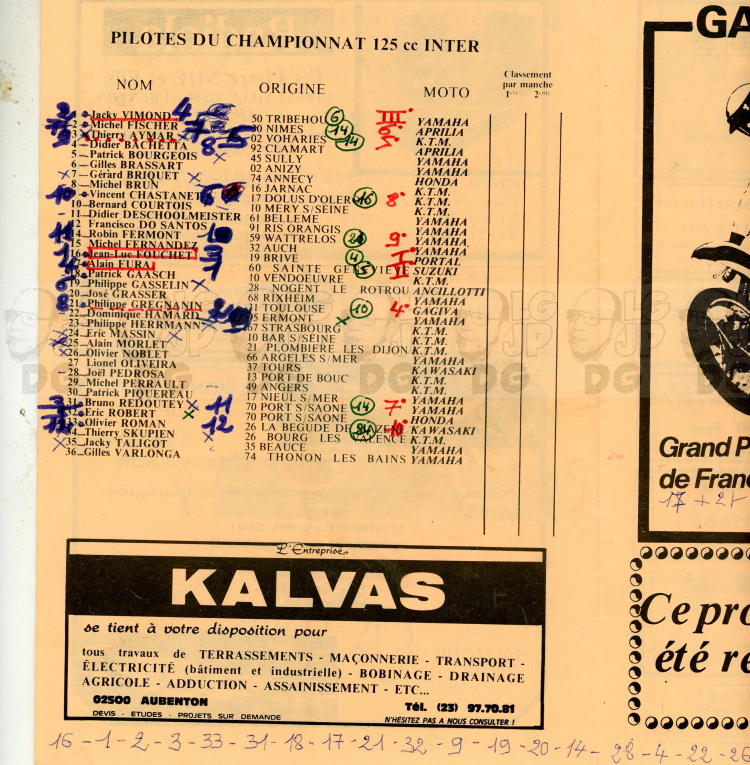 PILOTES DU CHAMPIONNAT 125 cc INTER
GA
NOM ORIGINE MOTO Classement par manche
Jacky VIMOND 50 TRIBEHOU YAMAHA
2 Michel FISCHER 30 NIMES APRILIA
3 Thierry AYMAR 02 VOHARIES K.T.M.
4 Didier BACHETTA 92 CLAMART APRILIA
5 Patrick BOURGEOIS 45 SULLY YAMAHA
6 Gilles BRASSART 02 ANIZY YAMAHA
7 Gérard BRIQUET 74 ANNECY HONDA
8 Michel BRUN 16 JARNAC K.T.M.
Vincent CHASTANET 17 DOLUS D'OLERON K.T.M.
10 Bernard COURTOIS 10 MERY S/SEINE K.T.M.
11 Didier DESCHOOLMEISTER 61 BELLEME YAMAHA
12 Francisco DO SANTOS 91 RIS ORANGIS YAMAHA
14 Robin FERMONT 59 WATTRELOS YAMAHA
15 Michel FERNANDEZ 32 AUCH YAMAHA
16 Jean-Luc FOUCHET 19 BRIVE PORTAL
17 Alain FURA 60 SAINTE GENEVIEVE SUZUKI
18 Patrick GAASCH 10 VENDOEUVRE K.T.M.
19 Philippe GASSELIN 28 NOGENT LE ROTROU ANCILLOTTI
20 José GRASSER 68 RIXHEIM YAMAHA
21 Philippe GREGNANIN 31 TOULOUSE GAGIVA
22 Dominique HAMARD 95 ERMONT YAMAHA
23 Philippe HERRMANN 67 STRASBOURG K.T.M.
24 Eric MASSIN 10 BAR S/SEINE K.T.M.
25 Alain MORLET 21 PLOMBIERE LES DIJON K.T.M.
26 Olivier NOBLET 66 ARGELES S/MER YAMAHA
27 Lionel OLIVEIRA 37 TOURS KAWASAKI
28 Joël PEDROSA 13 PORT DE BOUC K.T.M.
29 Michel PERRAULT 49 ANGERS K.T.M.
30 Patrick PIQUEREAU 17 NIEUL S/MER YAMAHA
31 Bruno REDOUTEY 70 PORT S/SAONE YAMAHA
32 Eric ROBERT 70 PORT S/SAONE HONDA
33 Olivier ROMAN 26 LA BEGUDE DE MAZENC KAWASAKI
34 Thierry SKUPIEN 26 BOURG LES VALENCE K.T.M.
35 Jacky TALIGOT 35 BEAUCE YAMAHA
36 Gilles VARLONGA 74 THONON LES BAINS YAMAHA
Grand P
de Fran
17 + 21
L'Entreprise
KALVAS
se tient à votre disposition pour
tous travaux de TERRASSEMENTS - MAÇONNERIE - TRANSPORT -
ÉLECTRICITÉ (bâtiment et industrielle) - BOBINAGE - DRAINAGE
AGRICOLE - ADDUCTION - ASSAINISSEMENT - ETC...
02500 AUBENTON Tél. (23) 97.70.81
DEVIS - ETUDES - PROJETS SUR DEMANDE N'HÉSITEZ PAS A NOUS CONSULTER !
Ce pro
été re
16 - 1 - 2 - 3 - 33 - 31 - 18 - 17 - 21 - 32 - 9 - 19 - 20 - 14 - 28 - 4 - 22 - 26